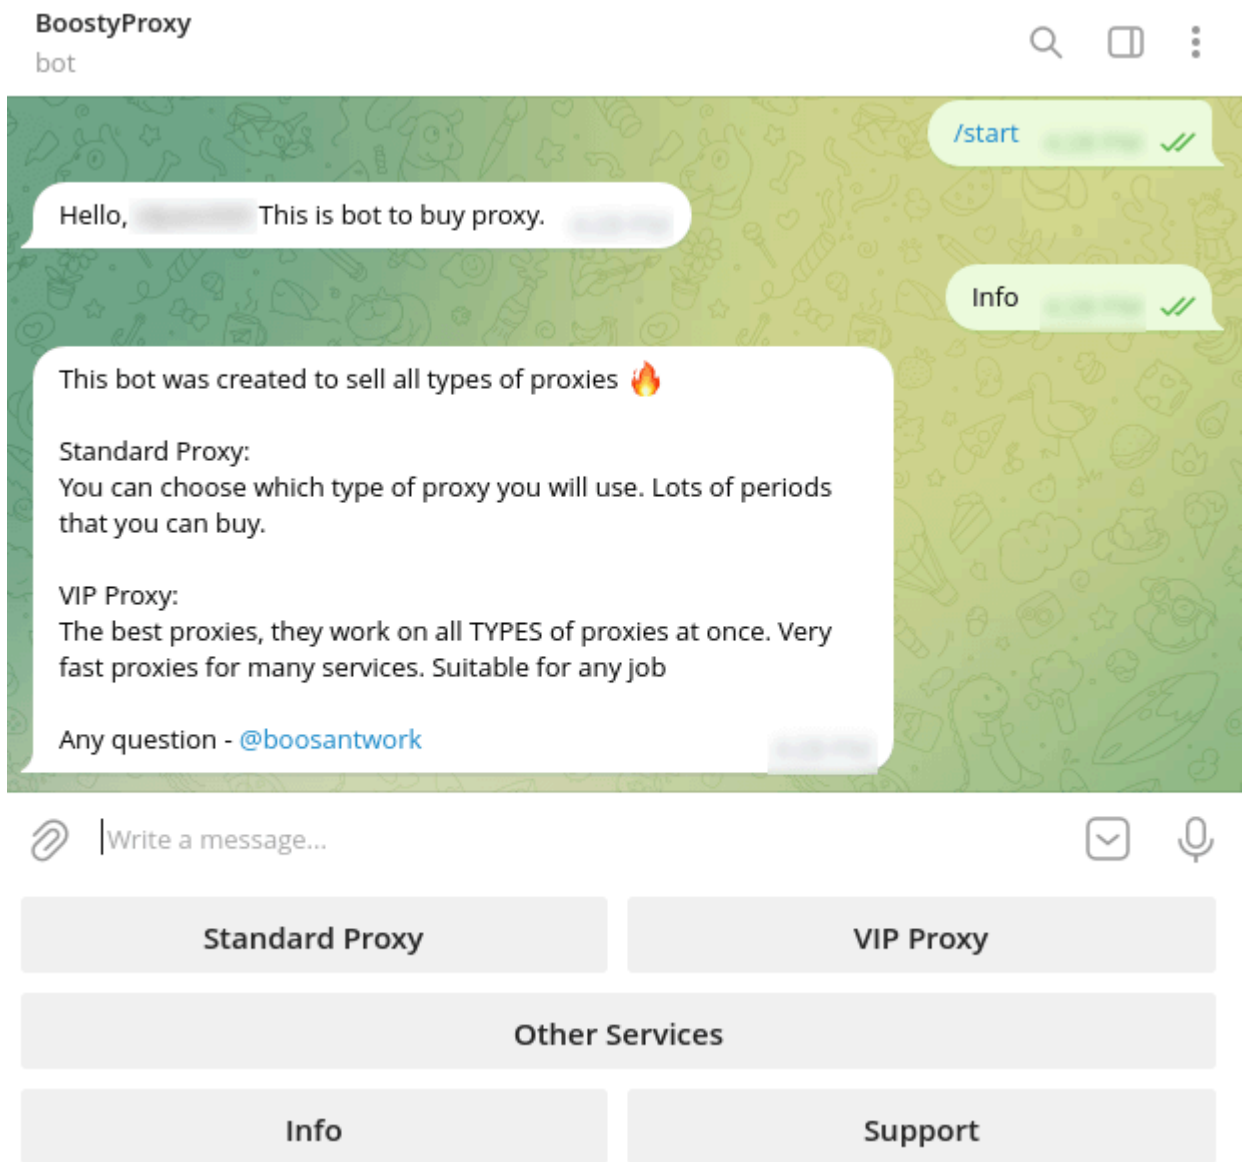 BoostyProxy
bot
/start
Hello, This is bot to buy proxy.
Info
This bot was created to sell all types of proxies 🔥
Standard Proxy:
You can choose which type of proxy you will use. Lots of periods
that you can buy.
VIP Proxy:
The best proxies, they work on all TYPES of proxies at once. Very
fast proxies for many services. Suitable for any job
Any question - @boosantwork
Write a message...
Standard Proxy
VIP Proxy
Other Services
Info
Support